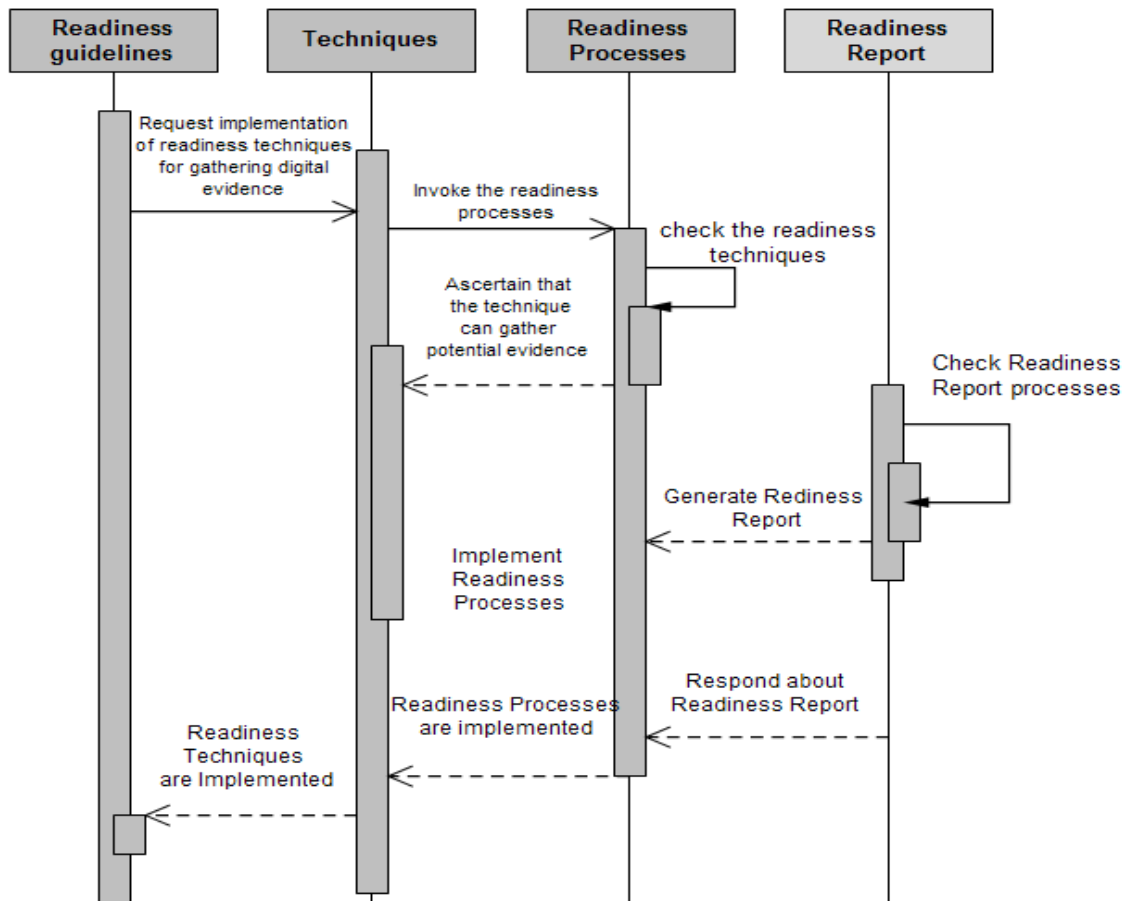 Readiness
guidelines
Techniques
Readiness
Processes
Readiness
Report
Request implementation
of readiness techniques
for gathering digital
evidence
Invoke the readiness
processes
check the readiness
techniques
Ascertain that
the technique
can gather
potential evidence
Check Readiness
Report processes
Generate Rediness
Report
Implement
Readiness
Processes
Respond about
Readiness Report
Readiness Processes
are implemented
Readiness
Techniques
are Implemented